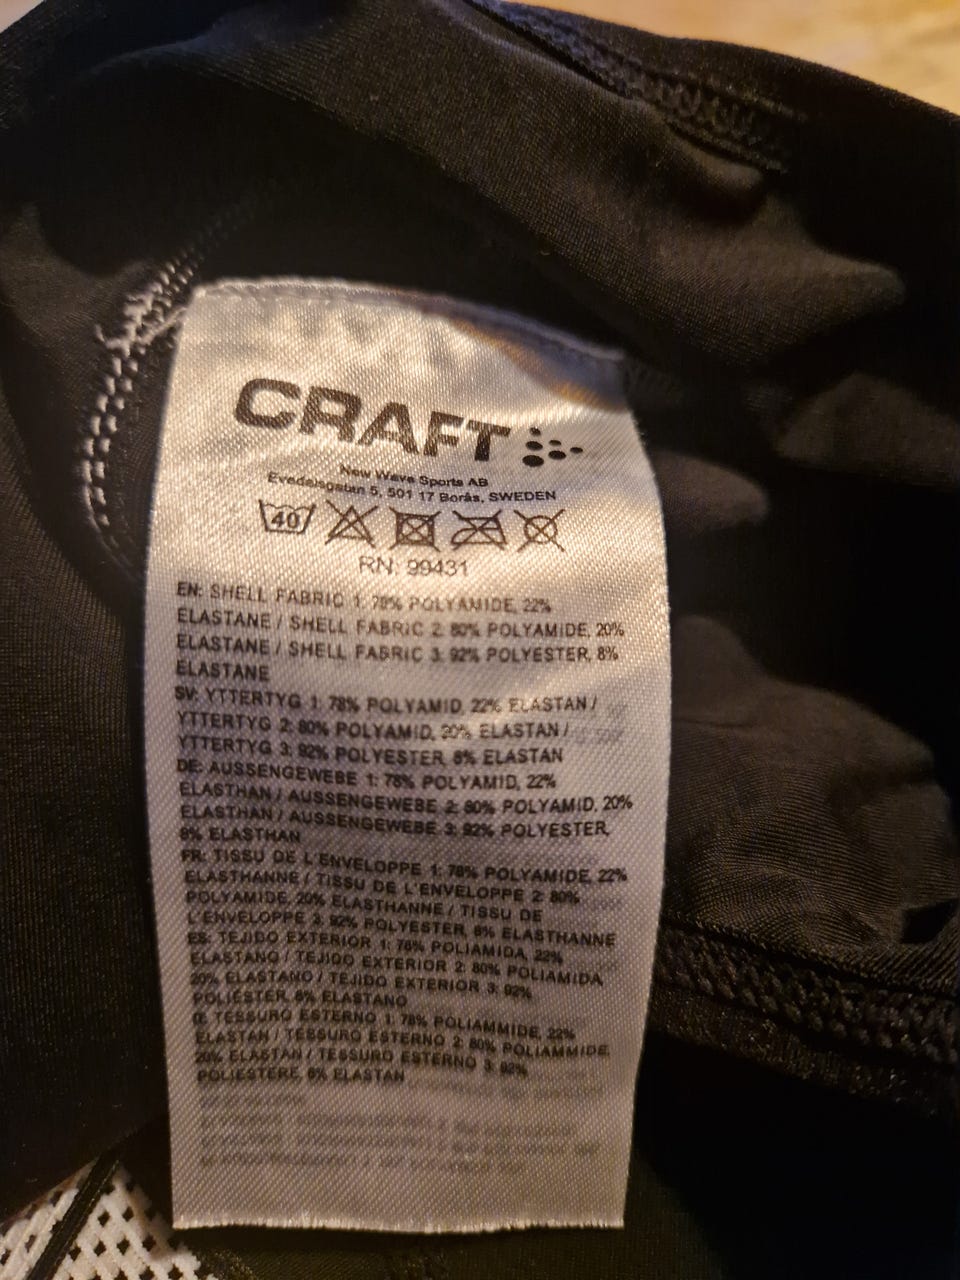 CRAFT
New Wave Sports AB
Evedalsgatan 5, 501 17 Borås, SWEDEN
40
RN: 99431
EN: SHELL FABRIC 1: 78% POLYAMIDE, 22%
ELASTANE / SHELL FABRIC 2: 80% POLYAMIDE, 20%
ELASTANE / SHELL FABRIC 3: 92% POLYESTER, 8%
ELASTANE
SV: YTTERTYG 1: 78% POLYAMID, 22% ELASTAN /
YTTERTYG 2: 80% POLYAMID, 20% ELASTAN /
YTTERTYG 3: 92% POLYESTER, 8% ELASTAN
DE: AUSSENGEWEBE 1: 78% POLYAMID, 22%
ELASTHAN / AUSSENGEWEBE 2: 80% POLYAMID, 20%
ELASTHAN / AUSSENGEWEBE 3: 92% POLYESTER,
8% ELASTHAN
FR: TISSU DE L'ENVELOPPE 1: 78% POLYAMIDE, 22%
ELASTHANNE / TISSU DE L'ENVELOPPE 2: 80%
POLYAMIDE, 20% ELASTHANNE / TISSU DE
L'ENVELOPPE 3: 92% POLYESTER, 8% ELASTHANNE
ES: TEJIDO EXTERIOR 1: 78% POLIAMIDA, 22%
ELASTANO / TEJIDO EXTERIOR 2: 80% POLIAMIDA,
20% ELASTANO / TEJIDO EXTERIOR 3: 92%
POLIÉSTER, 8% ELASTANO
IT: TESSURO ESTERNO 1: 78% POLIAMMIDE, 22%
ELASTAN / TESSURO ESTERNO 2: 80% POLIAMMIDE,
20% ELASTAN / TESSURO ESTERNO 3: 92%
POLIESTERE, 8% ELASTAN